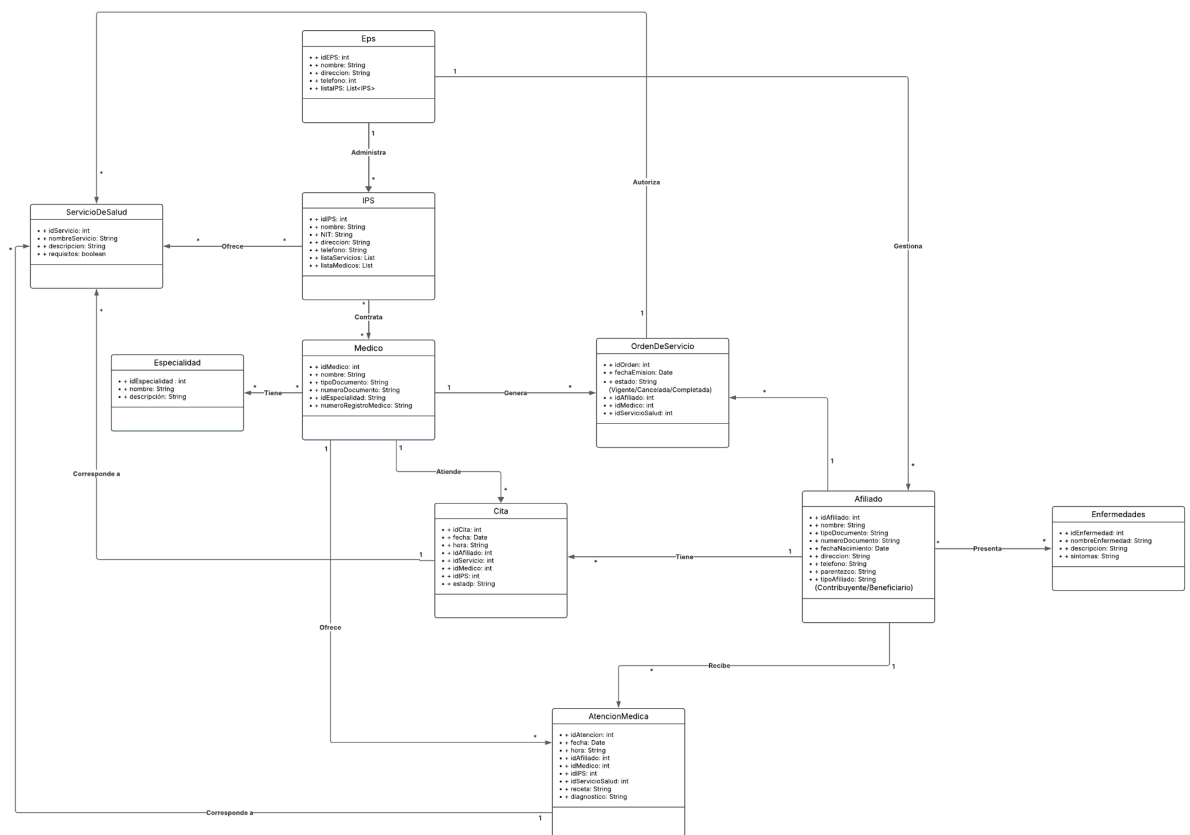 Eps
+ idEPS: int
+ nombre: String
+ direccion: String
+ telefono: int
+ listaIPS: List<IPS>
1
1
Administra
*
*
Autoriza
Gestiona
ServicioDeSalud
+ idServicio: int
+ nombreServicio: String
+ descripcion: String
+ requisitos: boolean
*
*
Ofrece
*
IPS
+ idIPS: int
+ nombre: String
+ NIT: String
+ direccion: String
+ telefono: String
+ listaServicios: List
+ listaMedicos: List
*
*
Contrata
*
1
Especialidad
+ idEspecialidad : int
+ nombre: String
+ descripción: String
*
Tiene
*
Medico
+ idMedico: int
+ nombre: String
+ tipoDocumento: String
+ numeroDocumento: String
+ idEspecialidad: String
+ numeroRegistroMedico: String
1
Genera
*
OrdenDeServicio
+ idOrden: int
+ fechaEmision: Date
+ estado: String
(Vigente/Cancelada/Completada)
+ idAfiliado: int
+ idMedico: int
+ idServicioSalud: int
*
1
1
1
Atiende
*
*
Corresponde a
Cita
+ idCita: int
+ fecha: Date
+ hora: String
+ idAfiliado: int
+ idServicio: int
+ idMedico: int
+ idIPS: int
+ estadp: String
1
Tiene
*
1
Afiliado
+ idAfiliado: int
+ nombre: String
+ tipoDocumento: String
+ numeroDocumento: String
+ fechaNacimiento: Date
+ direccion: String
+ telefono: String
+ parentezco: String
+ tipoAfiliado: String
(Contribuyente/Beneficiario)
*
Presenta
*
Enfermedades
+ idEnfermedad: int
+ nombreEnfermedad: String
+ descripcion: String
+ sintomas: String
Ofrece
Recibe
*
1
AtencionMedica
+ idAtencion: int
+ fecha: Date
+ hora: String
+ idAfiliado: int
+ idMedico: int
+ idIPS: int
+ idServicioSalud: int
+ receta: String
+ diagnostico: String
*
Corresponde a
1